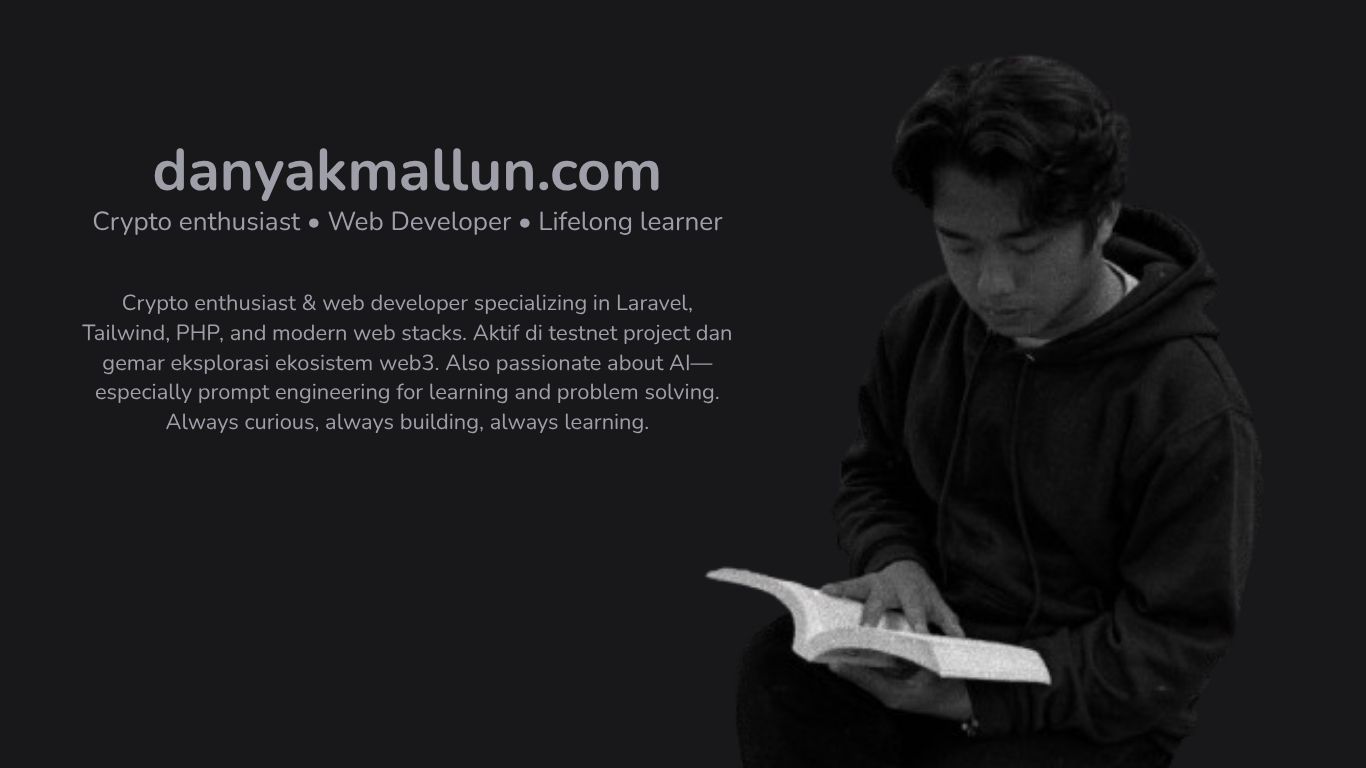 danyakmallun.com
Crypto enthusiast • Web Developer • Lifelong learner
Crypto enthusiast & web developer specializing in Laravel,
Tailwind, PHP, and modern web stacks. Aktif di testnet project dan
gemar eksplorasi ekosistem web3. Also passionate about AI—
especially prompt engineering for learning and problem solving.
Always curious, always building, always learning.